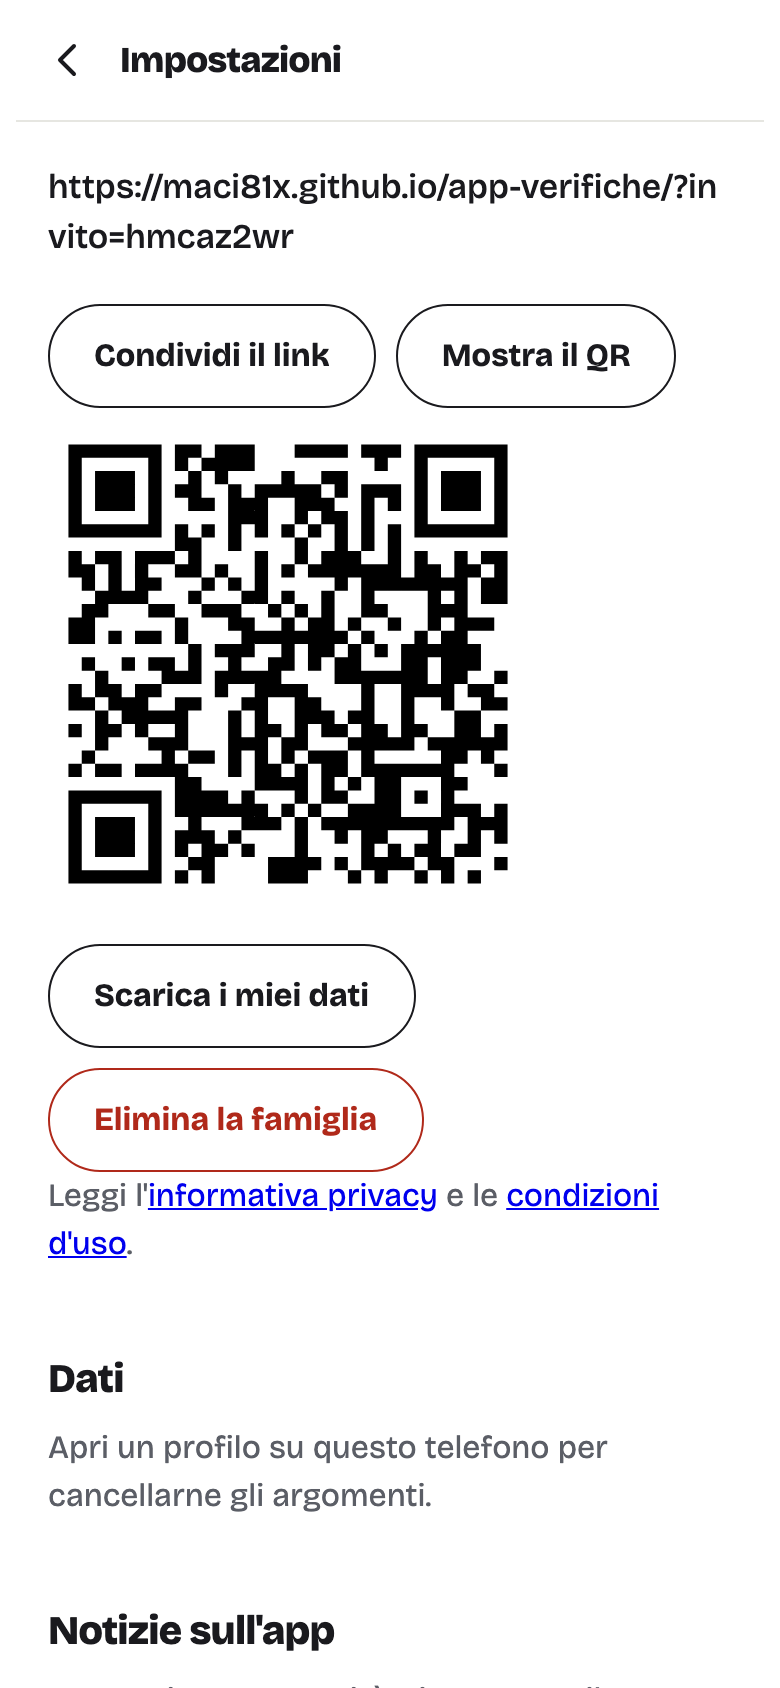 Impostazioni
https://maci81x.github.io/app-verifiche/?in
vito=hmcaz2wr
Condividi il link
Mostra il QR
Scarica i miei dati
Elimina la famiglia
Leggi l'informativa privacy e le condizioni
d'uso.
Dati
Apri un profilo su questo telefono per
cancellarne gli argomenti.
Notizie sull'app